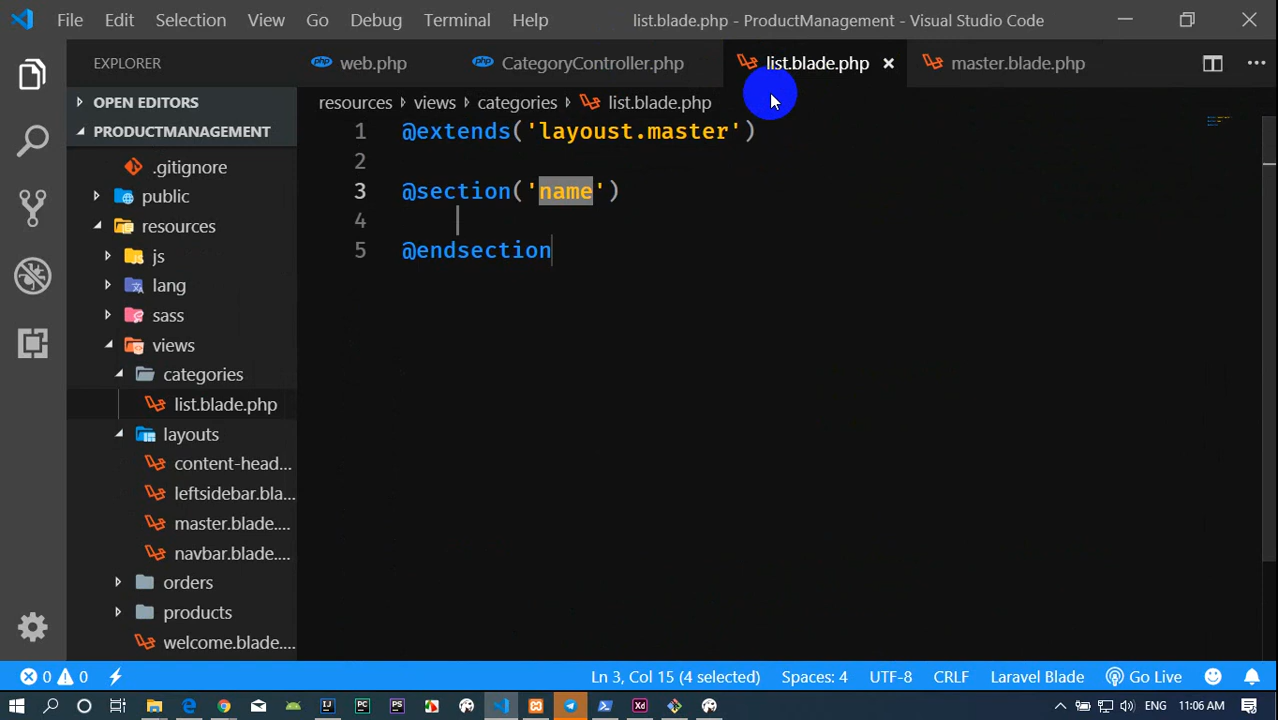 File Edit Selection View Go Debug Terminal Help list.blade.php - ProductManagement - Visual Studio Code
EXPLORER
web.php CategoryController.php list.blade.php master.blade.php
OPEN EDITORS
PRODUCTMANAGEMENT
.gitignore
public
resources
js
lang
sass
views
categories
list.blade.php
layouts
content-head...
leftsidebar.bla...
master.blade....
navbar.blade....
orders
products
welcome.blade....
resources views categories list.blade.php
1 @extends('layoust.master')
2
3 @section('name')
4
5 @endsection
0 0 Ln 3, Col 15 (4 selected) Spaces: 4 UTF-8 CRLF Laravel Blade Go Live
IJ PC PS Xd ENG 11:06 AM